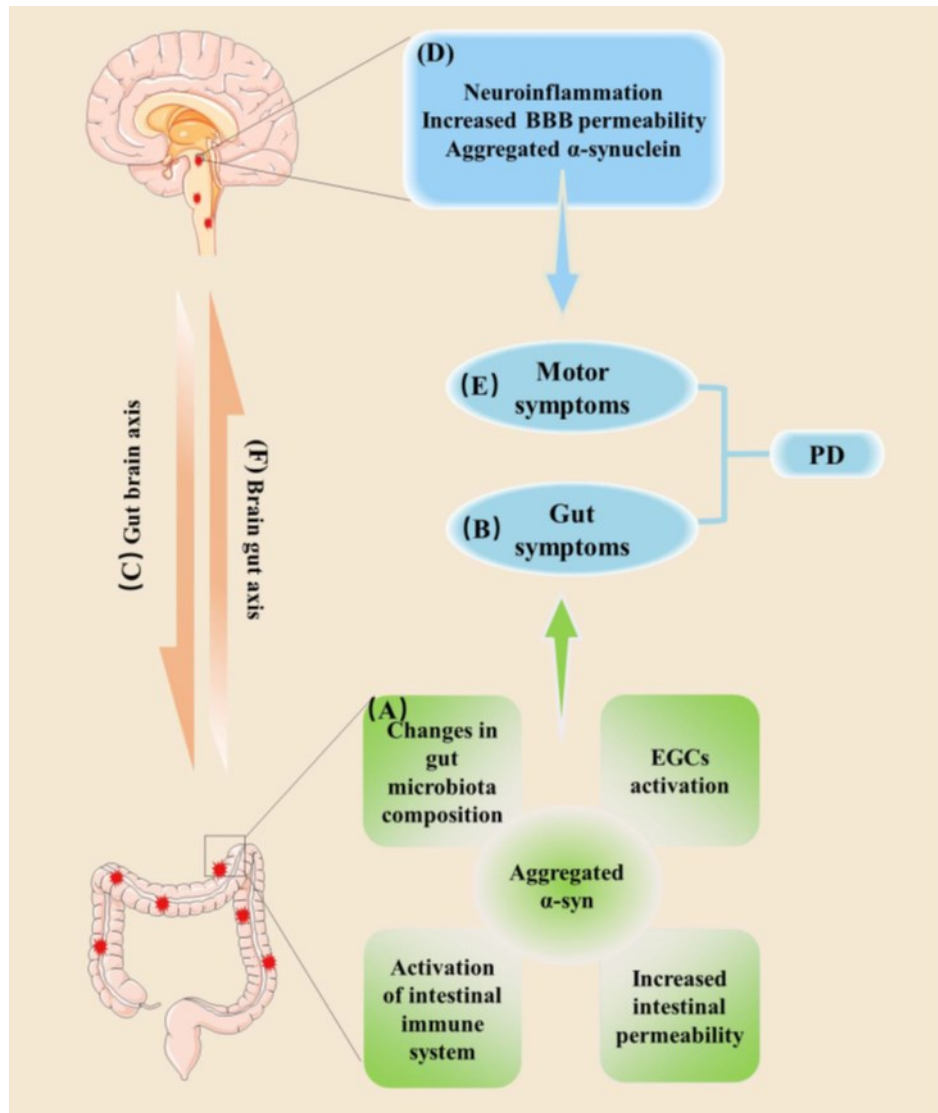 (D)
Neuroinflammation
Increased BBB permeability
Aggregated α-synuclein
(E) Motor
symptoms
PD
(B) Gut
symptoms
(C) Gut brain axis
(F) Brain gut axis
(A)
Changes in
gut
microbiota
composition
EGCs
activation
Aggregated
α-syn
Activation
of intestinal
immune
system
Increased
intestinal
permeability